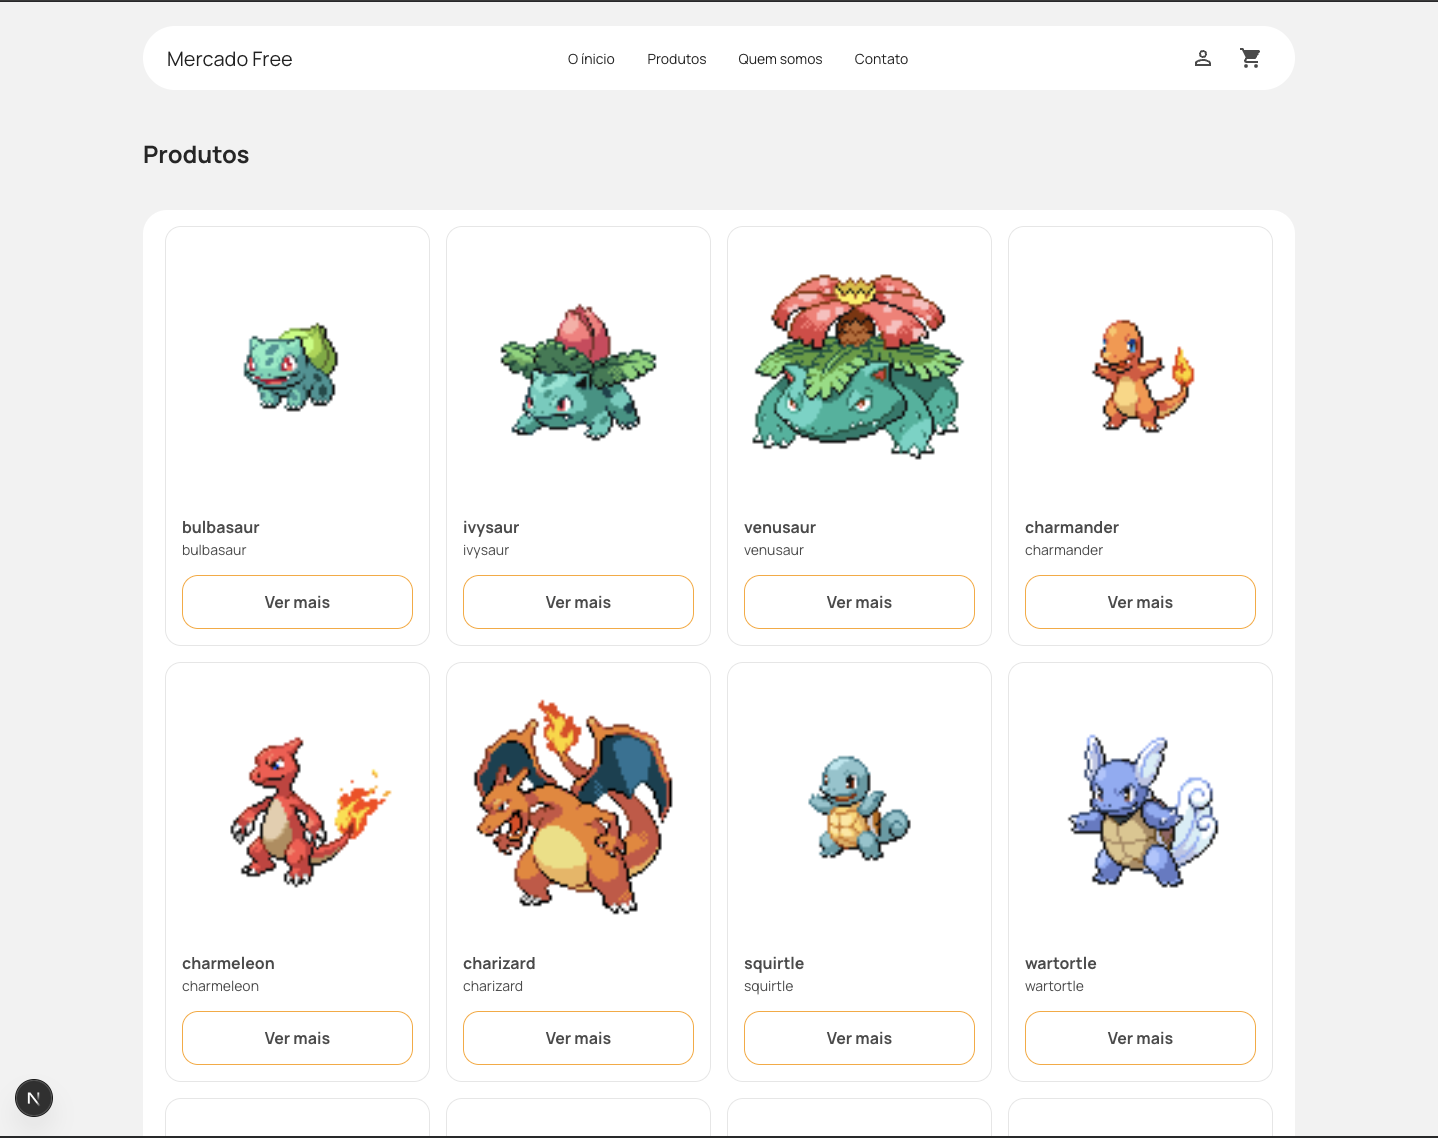 Mercado Free
O ínicio Produtos Quem somos Contato
Produtos
bulbasaur ivysaur venusaur charmander
bulbasaur ivysaur venusaur charmander
Ver mais Ver mais Ver mais Ver mais
charmeleon charizard squirtle wartortle
charmeleon charizard squirtle wartortle
Ver mais Ver mais Ver mais Ver mais
N